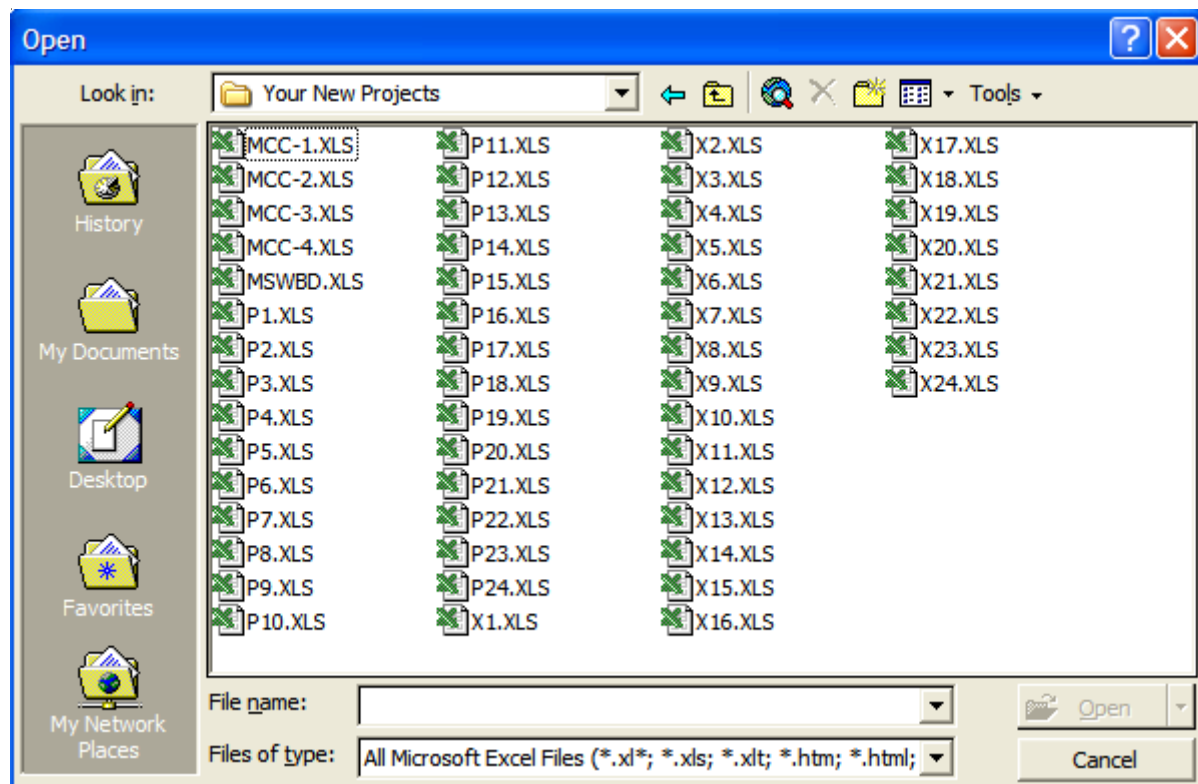 Open
Look in:
Your New Projects
Tools
History
My Documents
Desktop
Favorites
My Network
Places
MCC-1.XLS
MCC-2.XLS
MCC-3.XLS
MCC-4.XLS
MSWBD.XLS
P1.XLS
P2.XLS
P3.XLS
P4.XLS
P5.XLS
P6.XLS
P7.XLS
P8.XLS
P9.XLS
P10.XLS
P11.XLS
P12.XLS
P13.XLS
P14.XLS
P15.XLS
P16.XLS
P17.XLS
P18.XLS
P19.XLS
P20.XLS
P21.XLS
P22.XLS
P23.XLS
P24.XLS
X1.XLS
X2.XLS
X3.XLS
X4.XLS
X5.XLS
X6.XLS
X7.XLS
X8.XLS
X9.XLS
X10.XLS
X11.XLS
X12.XLS
X13.XLS
X14.XLS
X15.XLS
X16.XLS
X17.XLS
X18.XLS
X19.XLS
X20.XLS
X21.XLS
X22.XLS
X23.XLS
X24.XLS
File name:
Open
Files of type:
All Microsoft Excel Files (*.xl*; *.xls; *.xlt; *.htm; *.html;
Cancel